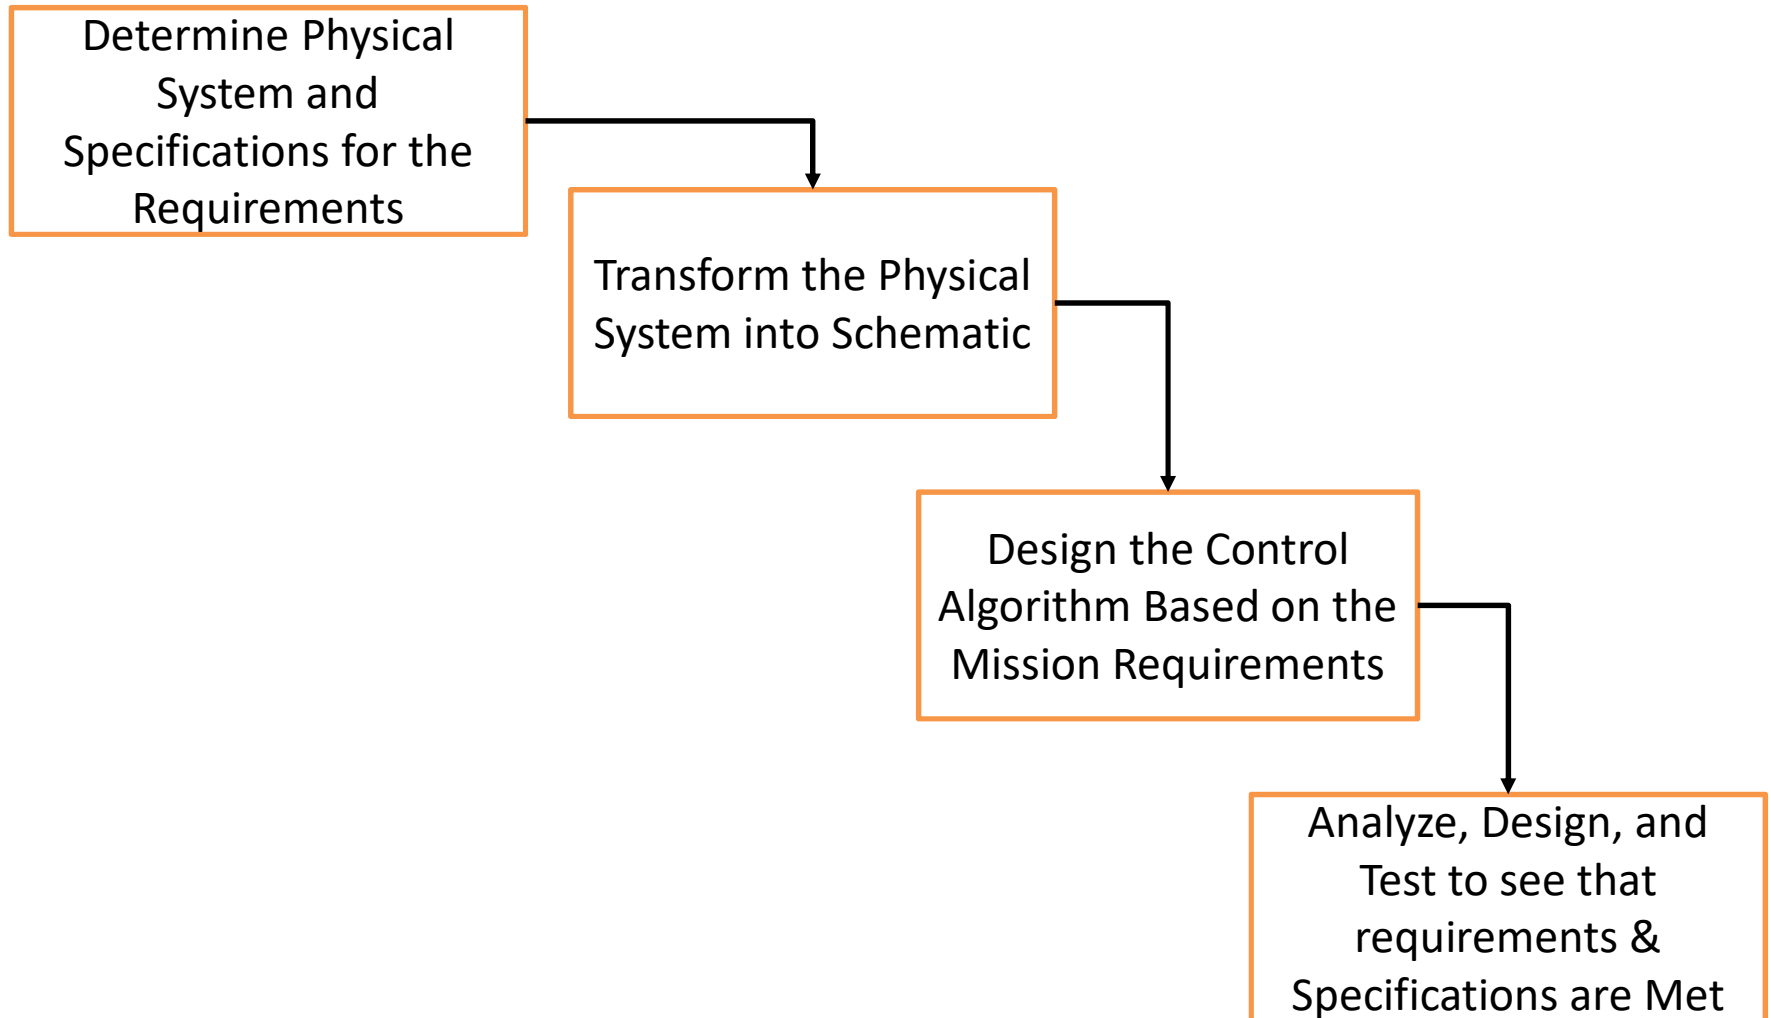 Determine Physical
System and
Specifications for the
Requirements
Transform the Physical
System into Schematic
Design the Control
Algorithm Based on the
Mission Requirements
Analyze, Design, and
Test to see that
requirements &
Specifications are Met